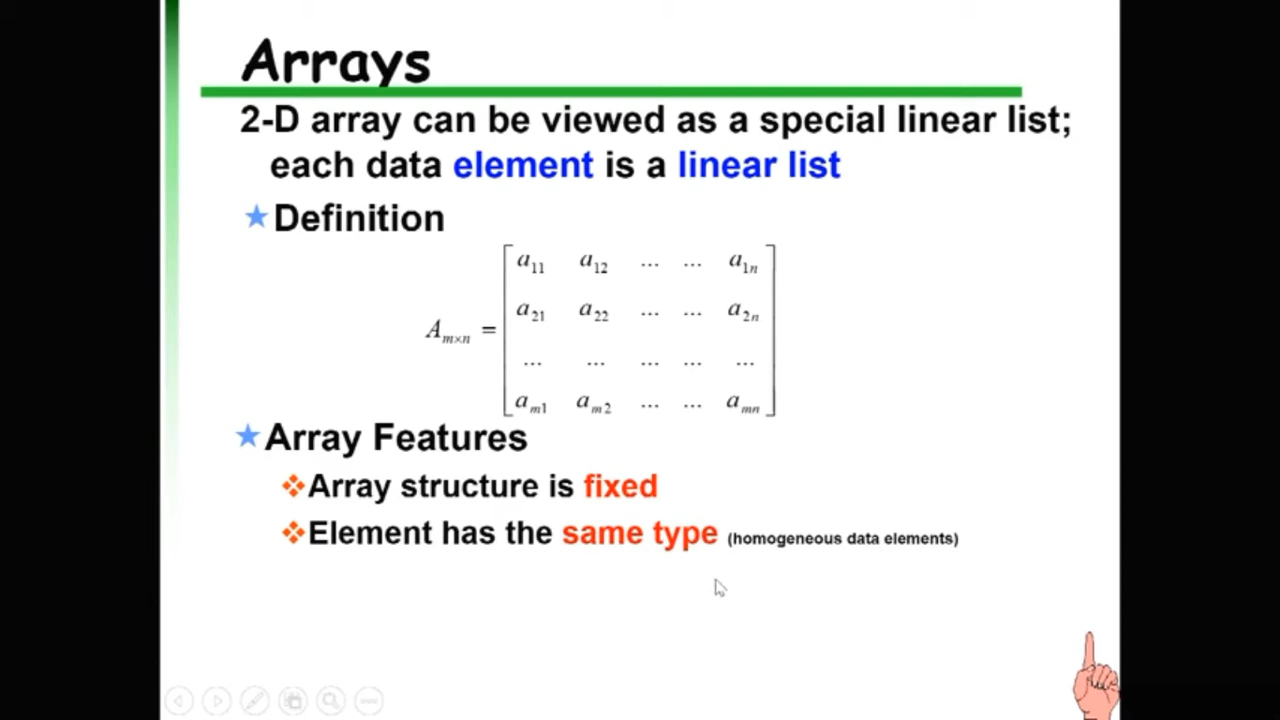 Arrays
2-D array can be viewed as a special linear list;
each data element is a linear list
Definition
a11 a12 ... ... a1n
a21 a22 ... ... a2n
Am×n =
... ... ... ... ...
am1 am2 ... ... amn
Array Features
Array structure is fixed
Element has the same type (homogeneous data elements)